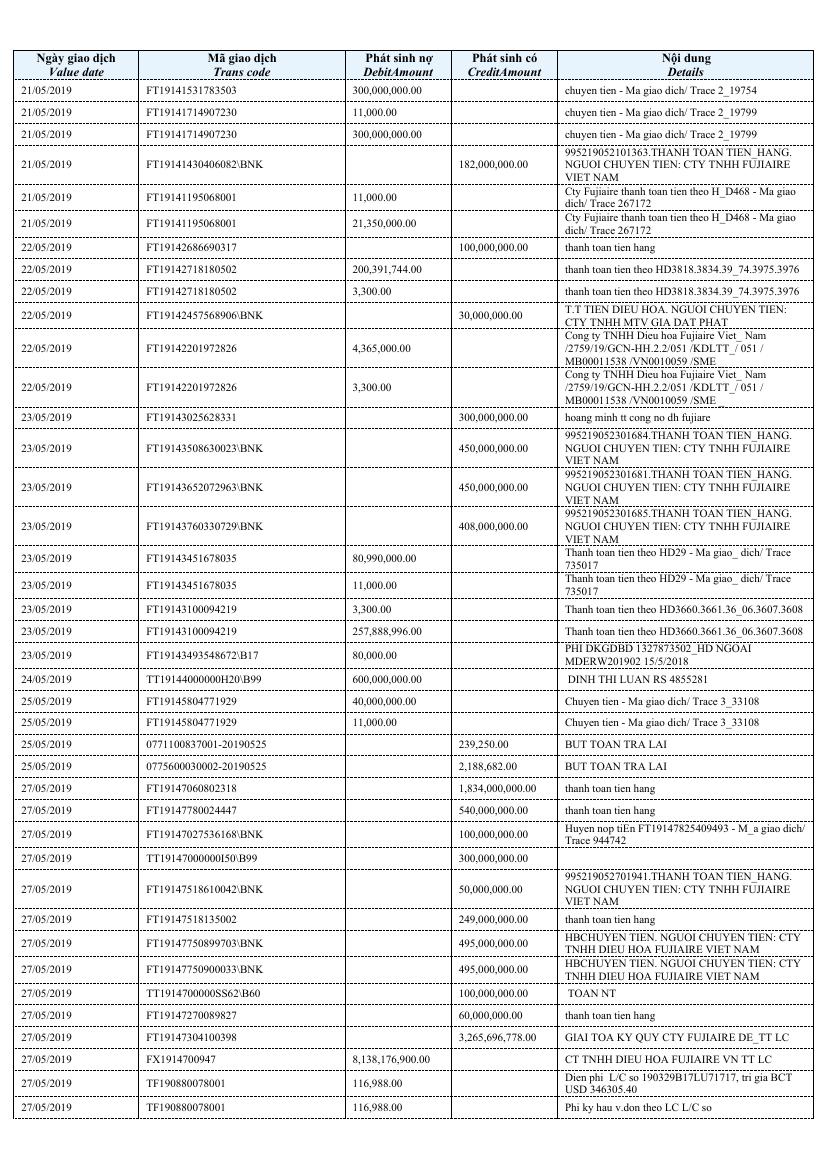 Ngày giao dịch Mã giao dịch Phát sinh nợ Phát sinh có Nội dung
Value date Trans code DebitAmount CreditAmount Details
21/05/2019 FT19141531783503 300,000,000.00 chuyen tien - Ma giao dich/ Trace 2_19754
21/05/2019 FT19141714907230 11,000.00 chuyen tien - Ma giao dich/ Trace 2_19799
21/05/2019 FT19141714907230 300,000,000.00 chuyen tien - Ma giao dich/ Trace 2_19799
21/05/2019 FT19141430406082\BNK 182,000,000.00 995219052101363.THANH TOAN TIEN_HANG.
NGUOI CHUYEN TIEN: CTY TNHH FUJIAIRE
VIET NAM
21/05/2019 FT19141195068001 11,000.00 Cty Fujiaire thanh toan tien theo H_D468 - Ma giao
dich/ Trace 267172
21/05/2019 FT19141195068001 21,350,000.00 Cty Fujiaire thanh toan tien theo H_D468 - Ma giao
dich/ Trace 267172
22/05/2019 FT19142686690317 100,000,000.00 thanh toan tien hang
22/05/2019 FT19142718180502 200,391,744.00 thanh toan tien theo HD3818.3834.39_74.3975.3976
22/05/2019 FT19142718180502 3,300.00 thanh toan tien theo HD3818.3834.39_74.3975.3976
22/05/2019 FT19142457568906\BNK 30,000,000.00 T.T TIEN DIEU HOA. NGUOI CHUYEN TIEN:
CTY TNHH MTV GIA DAT PHAT
22/05/2019 FT19142201972826 4,365,000.00 Cong ty TNHH Dieu hoa Fujiaire Viet_ Nam
/2759/19/GCN-HH.2.2/051 /KDLTT_/ 051 /
MB00011538 /VN0010059 /SME
22/05/2019 FT19142201972826 3,300.00 Cong ty TNHH Dieu hoa Fujiaire Viet_ Nam
/2759/19/GCN-HH.2.2/051 /KDLTT_/ 051 /
MB00011538 /VN0010059 /SME
23/05/2019 FT19143025628331 300,000,000.00 hoang minh tt cong no dh fujiare
23/05/2019 FT19143508630023\BNK 450,000,000.00 995219052301684.THANH TOAN TIEN_HANG.
NGUOI CHUYEN TIEN: CTY TNHH FUJIAIRE
VIET NAM
23/05/2019 FT19143652072963\BNK 450,000,000.00 995219052301681.THANH TOAN TIEN_HANG.
NGUOI CHUYEN TIEN: CTY TNHH FUJIAIRE
VIET NAM
23/05/2019 FT19143760330729\BNK 408,000,000.00 995219052301685.THANH TOAN TIEN_HANG.
NGUOI CHUYEN TIEN: CTY TNHH FUJIAIRE
VIET NAM
23/05/2019 FT19143451678035 80,990,000.00 Thanh toan tien theo HD29 - Ma giao_ dich/ Trace
735017
23/05/2019 FT19143451678035 11,000.00 Thanh toan tien theo HD29 - Ma giao_ dich/ Trace
735017
23/05/2019 FT19143100094219 3,300.00 Thanh toan tien theo HD3660.3661.36_06.3607.3608
23/05/2019 FT19143100094219 257,888,996.00 Thanh toan tien theo HD3660.3661.36_06.3607.3608
23/05/2019 FT19143493548672\B17 80,000.00 PHI DKGDBD 1327873502_HD NGOAI
MDERW201902 15/5/2018
24/05/2019 TT19144000000H20\B99 600,000,000.00 DINH THI LUAN RS 4855281
25/05/2019 FT19145804771929 40,000,000.00 Chuyen tien - Ma giao dich/ Trace 3_33108
25/05/2019 FT19145804771929 11,000.00 Chuyen tien - Ma giao dich/ Trace 3_33108
25/05/2019 0771100837001-20190525 239,250.00 BUT TOAN TRA LAI
25/05/2019 0775600030002-20190525 2,188,682.00 BUT TOAN TRA LAI
27/05/2019 FT19147060802318 1,834,000,000.00 thanh toan tien hang
27/05/2019 FT19147780024447 540,000,000.00 thanh toan tien hang
27/05/2019 FT19147027536168\BNK 100,000,000.00 Huyen nop tiEn FT19147825409493 - M_a giao dich/
Trace 944742
27/05/2019 TT19147000000I50\B99 300,000,000.00
27/05/2019 FT19147518610042\BNK 50,000,000.00 995219052701941.THANH TOAN TIEN_HANG.
NGUOI CHUYEN TIEN: CTY TNHH FUJIAIRE
VIET NAM
27/05/2019 FT19147518135002 249,000,000.00 thanh toan tien hang
27/05/2019 FT19147750899703\BNK 495,000,000.00 HBCHUYEN TIEN. NGUOI CHUYEN TIEN: CTY
TNHH DIEU HOA FUJIAIRE VIET NAM
27/05/2019 FT19147750900033\BNK 495,000,000.00 HBCHUYEN TIEN. NGUOI CHUYEN TIEN: CTY
TNHH DIEU HOA FUJIAIRE VIET NAM
27/05/2019 TT1914700000SS62\B60 100,000,000.00 TOAN NT
27/05/2019 FT19147270089827 60,000,000.00 thanh toan tien hang
27/05/2019 FT19147304100398 3,265,696,778.00 GIAI TOA KY QUY CTY FUJIAIRE DE_TT LC
27/05/2019 FX1914700947 8,138,176,900.00 CT TNHH DIEU HOA FUJIAIRE VN TT LC
27/05/2019 TF190880078001 116,988.00 Dien phi L/C so 190329B17LU71717, tri gia BCT
USD 346305.40
27/05/2019 TF190880078001 116,988.00 Phi ky hau v.don theo LC L/C so